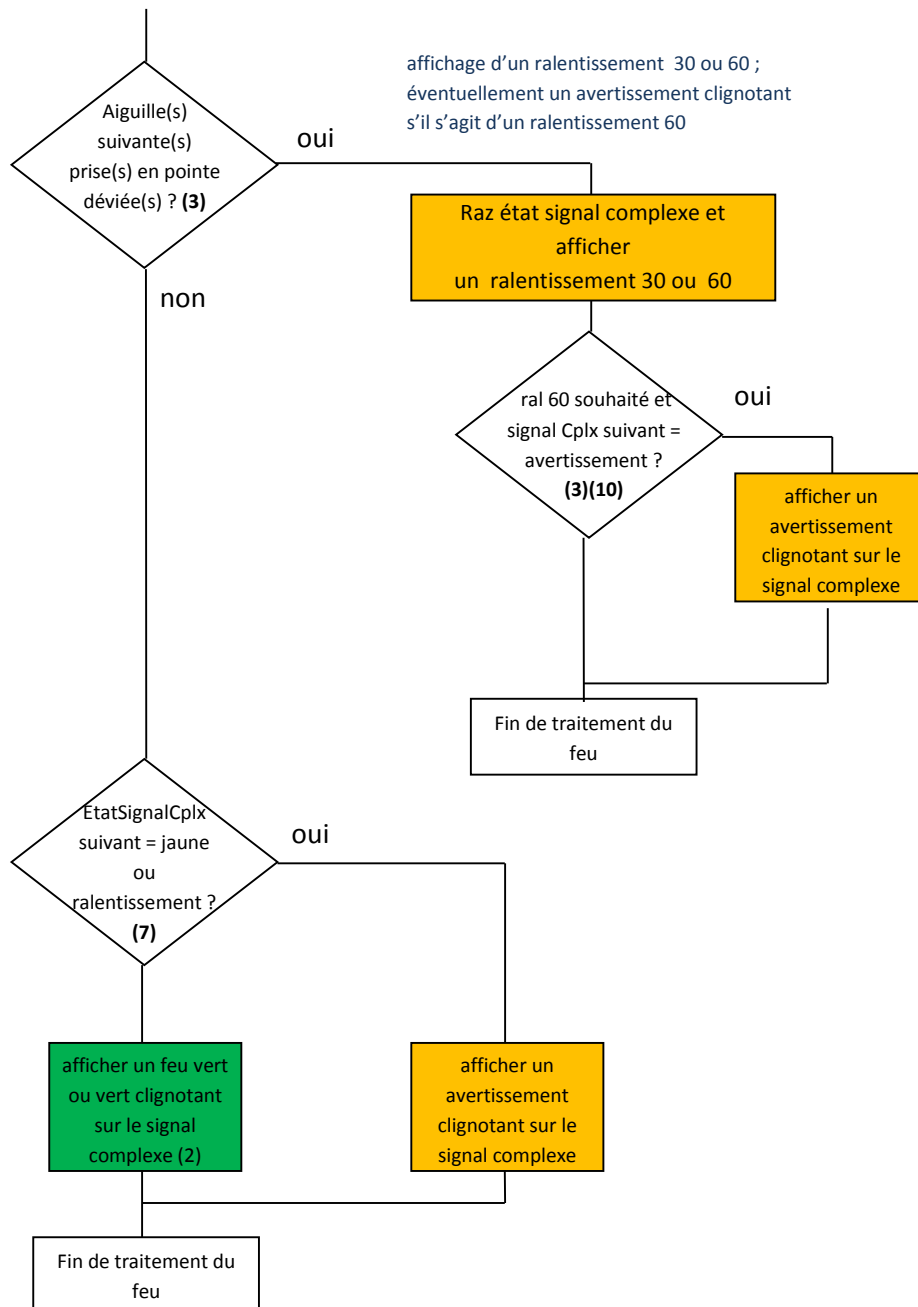 affichage d'un ralentissement 30 ou 60 ;
éventuellement un avertissement clignotant
s'il s'agit d'un ralentissement 60
Aiguille(s)
suivante(s)
prise(s) en pointe
déviée(s) ? (3)
oui
Raz état signal complexe et
afficher
un ralentissement 30 ou 60
non
ral 60 souhaité et
signal Cplx suivant =
avertissement ?
(3)(10)
oui
afficher un
avertissement
clignotant sur le
signal complexe
Fin de traitement du
feu
EtatSignalCplx
suivant = jaune
ou
ralentissement ?
(7)
oui
afficher un feu vert
ou vert clignotant
sur le signal
complexe (2)
afficher un
avertissement
clignotant sur le
signal complexe
Fin de traitement du
feu